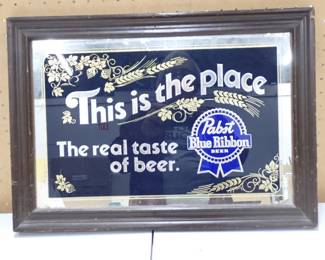 This is the place
The real taste
of beer.
Pabst
Blue Ribbon
BEER